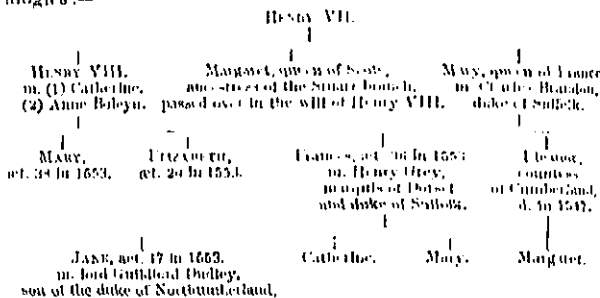 HENRY VII.
HENRY VIII.
m. (1) Catherine.
(2) Anne Boleyn.
Margaret, queen of Scots,
ancestress of the Stuart branch,
passed over in the will of Henry VIII.
Mary, queen of France
m. Charles Brandon,
duke of Suffolk.
MARY,
æt. 38 in 1553.
ELIZABETH,
æt. 20 in 1553.
Frances, æt. 36 in 1553
m. Henry Grey,
marquis of Dorset
and duke of Suffolk.
Eleanor,
countess
of Cumberland,
d. in 1547.
JANE, æt. 17 in 1553.
m. lord Guildford Dudley,
son of the duke of Northumberland,
Catherine.
Mary.
Margaret.